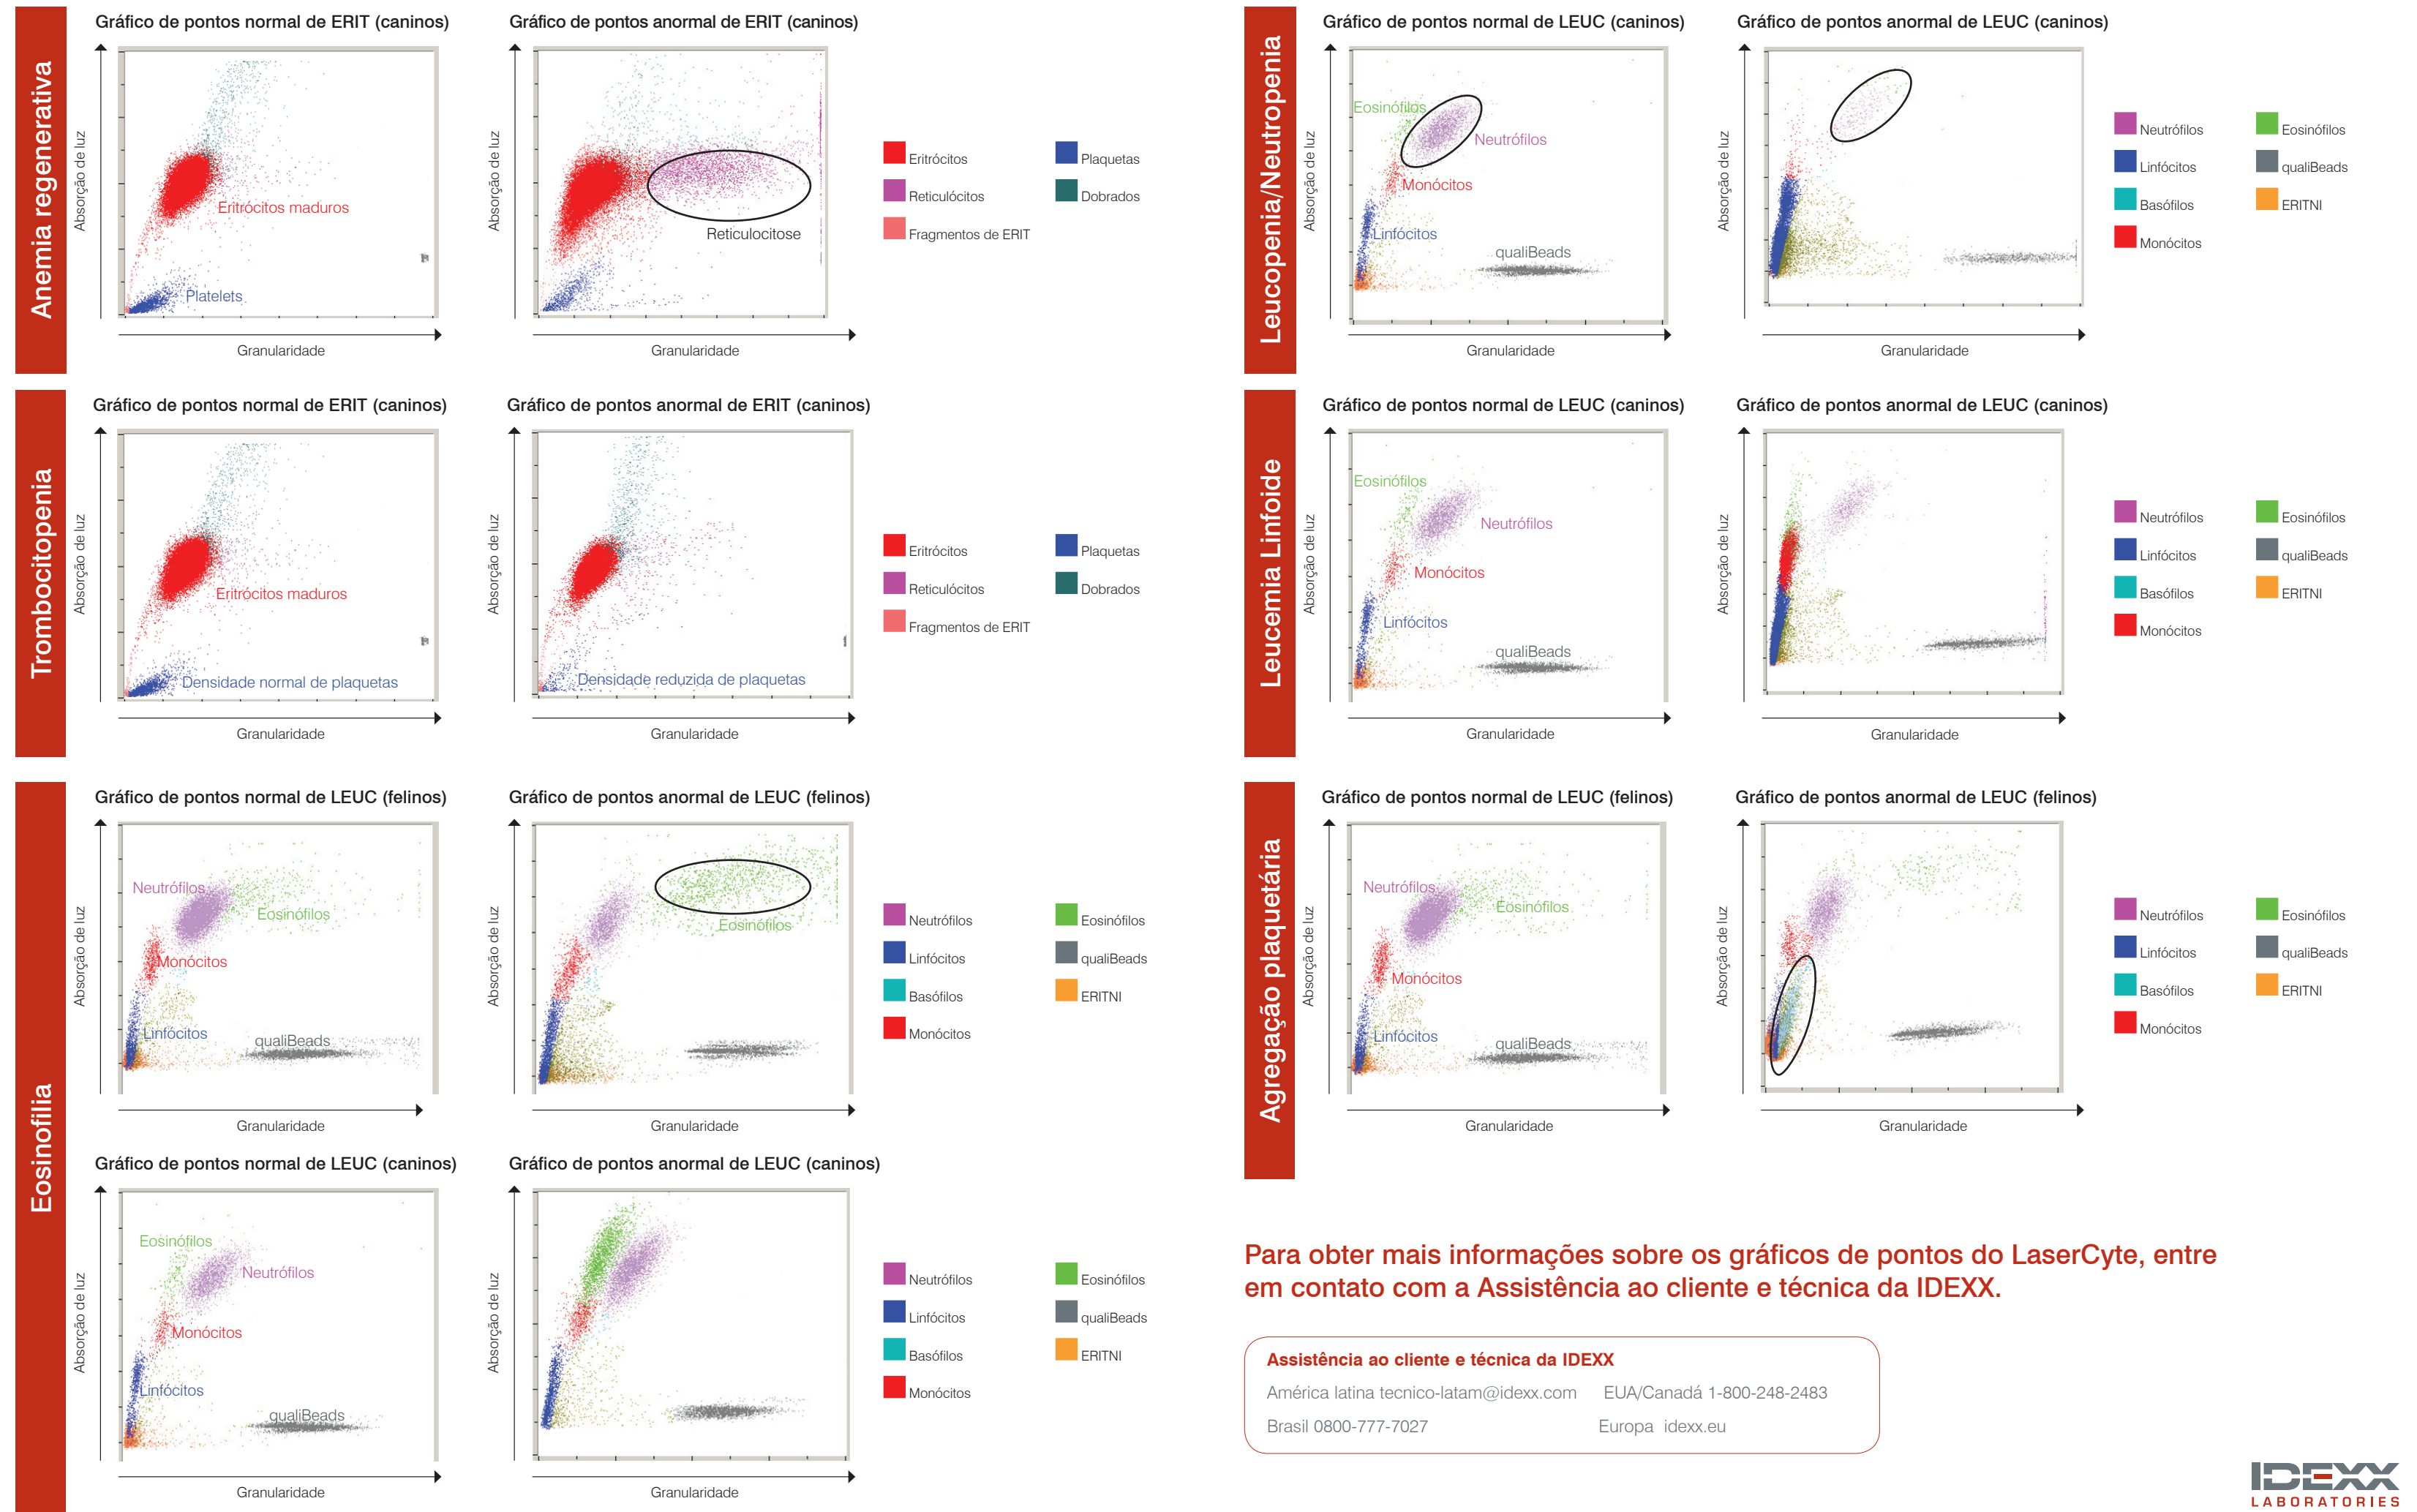 Anemia regenerativa
Gráfico de pontos normal de ERIT (caninos)
Absorção de luz
Eritrócitos maduros
Platelets
Granularidade
Gráfico de pontos anormal de ERIT (caninos)
Absorção de luz
Reticulocitose
Granularidade
Eritrócitos
Plaquetas
Reticulócitos
Dobrados
Fragmentos de ERIT
Trombocitopenia
Gráfico de pontos normal de ERIT (caninos)
Absorção de luz
Eritrócitos maduros
Densidade normal de plaquetas
Granularidade
Gráfico de pontos anormal de ERIT (caninos)
Absorção de luz
Densidade reduzida de plaquetas
Granularidade
Eritrócitos
Plaquetas
Reticulócitos
Dobrados
Fragmentos de ERIT
Eosinofilia
Gráfico de pontos normal de LEUC (felinos)
Absorção de luz
Neutrófilos
Eosinófilos
Monócitos
Linfócitos
qualiBeads
Granularidade
Gráfico de pontos anormal de LEUC (felinos)
Absorção de luz
Eosinófilos
Granularidade
Neutrófilos
Eosinófilos
Linfócitos
qualiBeads
Basófilos
ERITNI
Monócitos
Gráfico de pontos normal de LEUC (caninos)
Absorção de luz
Eosinófilos
Neutrófilos
Monócitos
Linfócitos
qualiBeads
Granularidade
Gráfico de pontos anormal de LEUC (caninos)
Absorção de luz
Granularidade
Neutrófilos
Eosinófilos
Linfócitos
qualiBeads
Basófilos
ERITNI
Monócitos
Leucopenia/Neutropenia
Gráfico de pontos normal de LEUC (caninos)
Absorção de luz
Eosinófilos
Neutrófilos
Monócitos
Linfócitos
qualiBeads
Granularidade
Gráfico de pontos anormal de LEUC (caninos)
Absorção de luz
Granularidade
Neutrófilos
Eosinófilos
Linfócitos
qualiBeads
Basófilos
ERITNI
Monócitos
Leucemia Linfoide
Gráfico de pontos normal de LEUC (caninos)
Absorção de luz
Eosinófilos
Neutrófilos
Monócitos
Linfócitos
qualiBeads
Granularidade
Gráfico de pontos anormal de LEUC (caninos)
Absorção de luz
Granularidade
Neutrófilos
Eosinófilos
Linfócitos
qualiBeads
Basófilos
ERITNI
Monócitos
Agregação plaquetária
Gráfico de pontos normal de LEUC (felinos)
Absorção de luz
Neutrófilos
Eosinófilos
Monócitos
Linfócitos
qualiBeads
Granularidade
Gráfico de pontos anormal de LEUC (felinos)
Absorção de luz
Granularidade
Neutrófilos
Eosinófilos
Linfócitos
qualiBeads
Basófilos
ERITNI
Monócitos
Para obter mais informações sobre os gráficos de pontos do LaserCyte, entre
em contato com a Assistência ao cliente e técnica da IDEXX.
Assistência ao cliente e técnica da IDEXX
América latina tecnico-latam@idexx.com EUA/Canadá 1-800-248-2483
Brasil 0800-777-7027 Europa idexx.eu
IDEXX
LABORATORIES